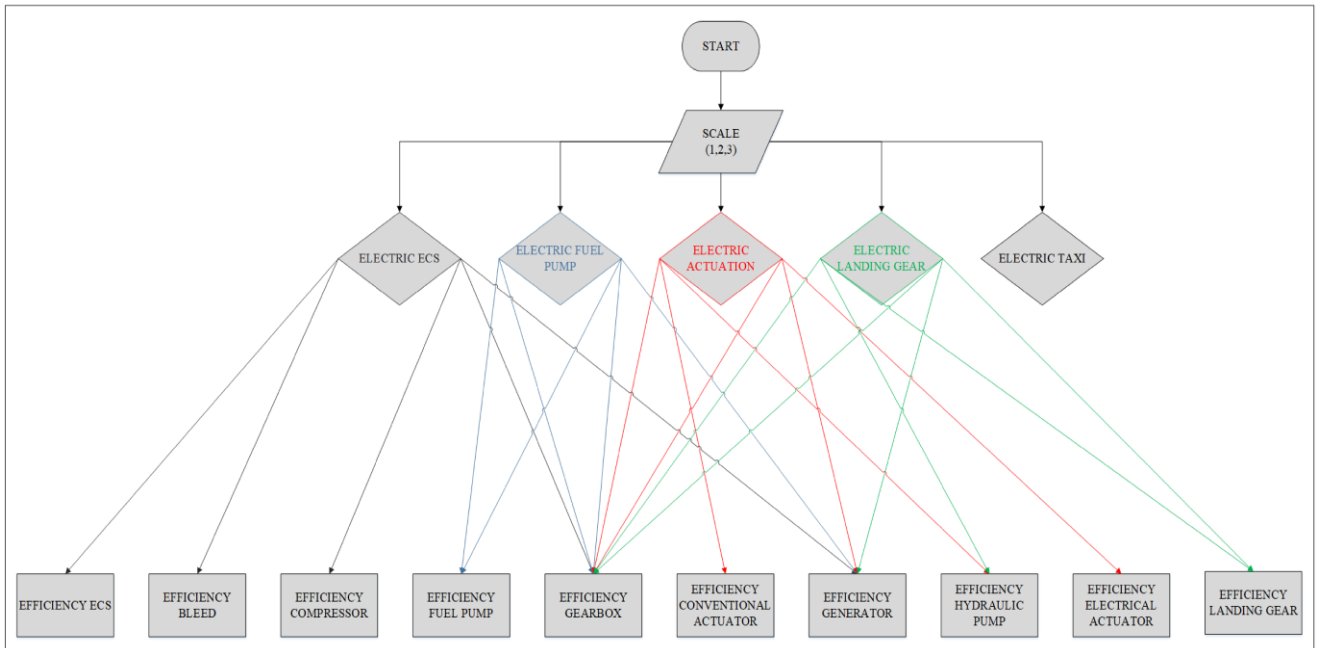 START
SCALE
(1,2,3)
ELECTRIC ECS
ELECTRIC FUEL
PUMP
ELECTRIC
ACTUATION
ELECTRIC
LANDING GEAR
ELECTRIC TAXI
EFFICIENCY ECS
EFFICIENCY
BLEED
EFFICIENCY
COMPRESSOR
EFFICIENCY
FUEL PUMP
EFFICIENCY
GEARBOX
EFFICIENCY
CONVENTIONAL
ACTUATOR
EFFICIENCY
GENERATOR
EFFICIENCY
HYDRAULIC
PUMP
EFFICIENCY
ELECTRICAL
ACTUATOR
EFFICIENCY
LANDING GEAR